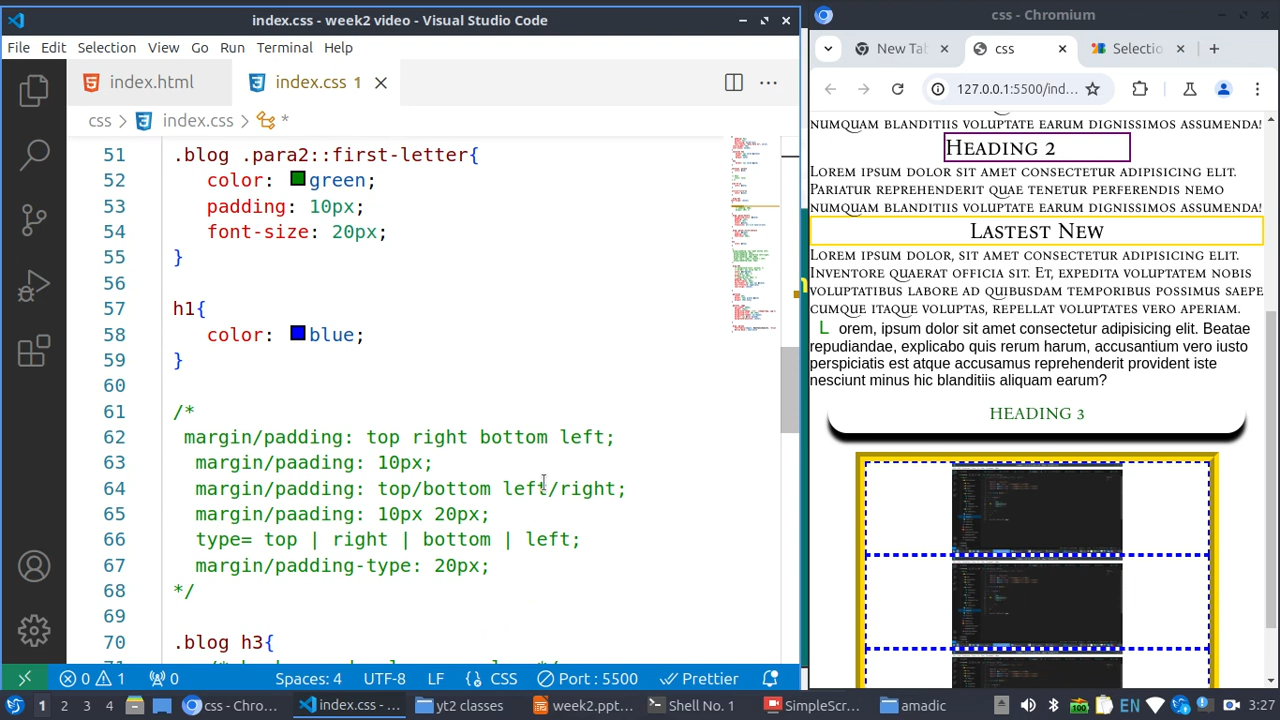 index.css - week2 video - Visual Studio Code
File Edit Selection View Go Run Terminal Help
index.html index.css 1
css > index.css > *
51 .blog .para2::first-letter{
52 color: green;
53 padding: 10px;
54 font-size: 20px;
55 }
56
57 h1{
58 color: blue;
59 }
60
61 /*
62 margin/padding: top right bottom left;
63 margin/paading: 10px;
64 margin/padding: top/bottom left/right;
65 margin/padding: 10px 20px;
66 type= top | right | bottom | left;
67 margin/padding-type: 20px;
68 */
69
70 .blog h3,
0 1 0 CSS Port : 5500 Prettier
UTF-8 LF
css - Chromium
New Tab css Selectio
127.0.0.1:5500/ind...
numquam blanditiis voluptate earum dignissimos assumenda!
Heading 2
Lorem ipsum dolor sit amet consectetur adipisicing elit.
Pariatur reprehenderit quae tenetur perferendis nemo
numquam blanditiis voluptate earum dignissimos assumenda!
Lastest New
Lorem ipsum dolor, sit amet consectetur adipisicing elit.
Inventore quaerat officia sit. Et, expedita voluptatem nobis
voluptatibus labore ad quibusdam temporibus possimus saepe
cumque itaque voluptas, repellat voluptates verita aperiam.
Lorem, ipsum dolor sit amet consectetur adipisicing elit. Beatae
repudiandae, explicabo quis rerum harum, accusantium vero iusto
perspiciatis est atque accusamus reprehenderit provident iste
nesciunt minus hic blanditiis aliquam earum?
HEADING 3
1 2 3 4 css - Chro... index.css-... yt2 classes week2.ppt... Shell No. 1 SimpleScr... amadic 100 EN 3:27